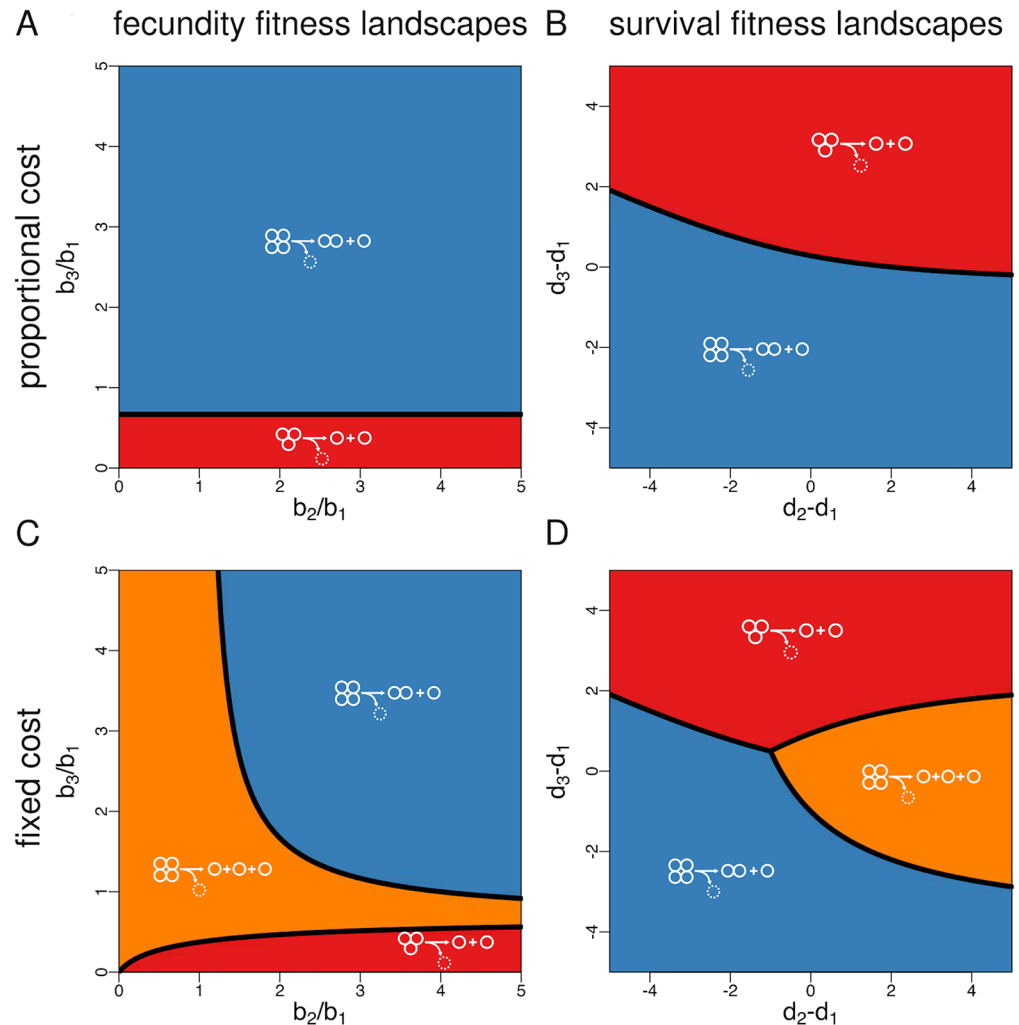 A fecundity fitness landscapes B survival fitness landscapes
proportional cost
b3/b1
5
4
3
2
1
0
+
+
0 1 2 3 4 5
b2/b1
d3-d1
4
2
0
-2
-4
+
+
-4 -2 0 2 4
d2-d1
C D
fixed cost
b3/b1
5
4
3
2
1
0
+
+ +
+
0 1 2 3 4 5
b2/b1
d3-d1
4
2
0
-2
-4
+
+ +
+
-4 -2 0 2 4
d2-d1